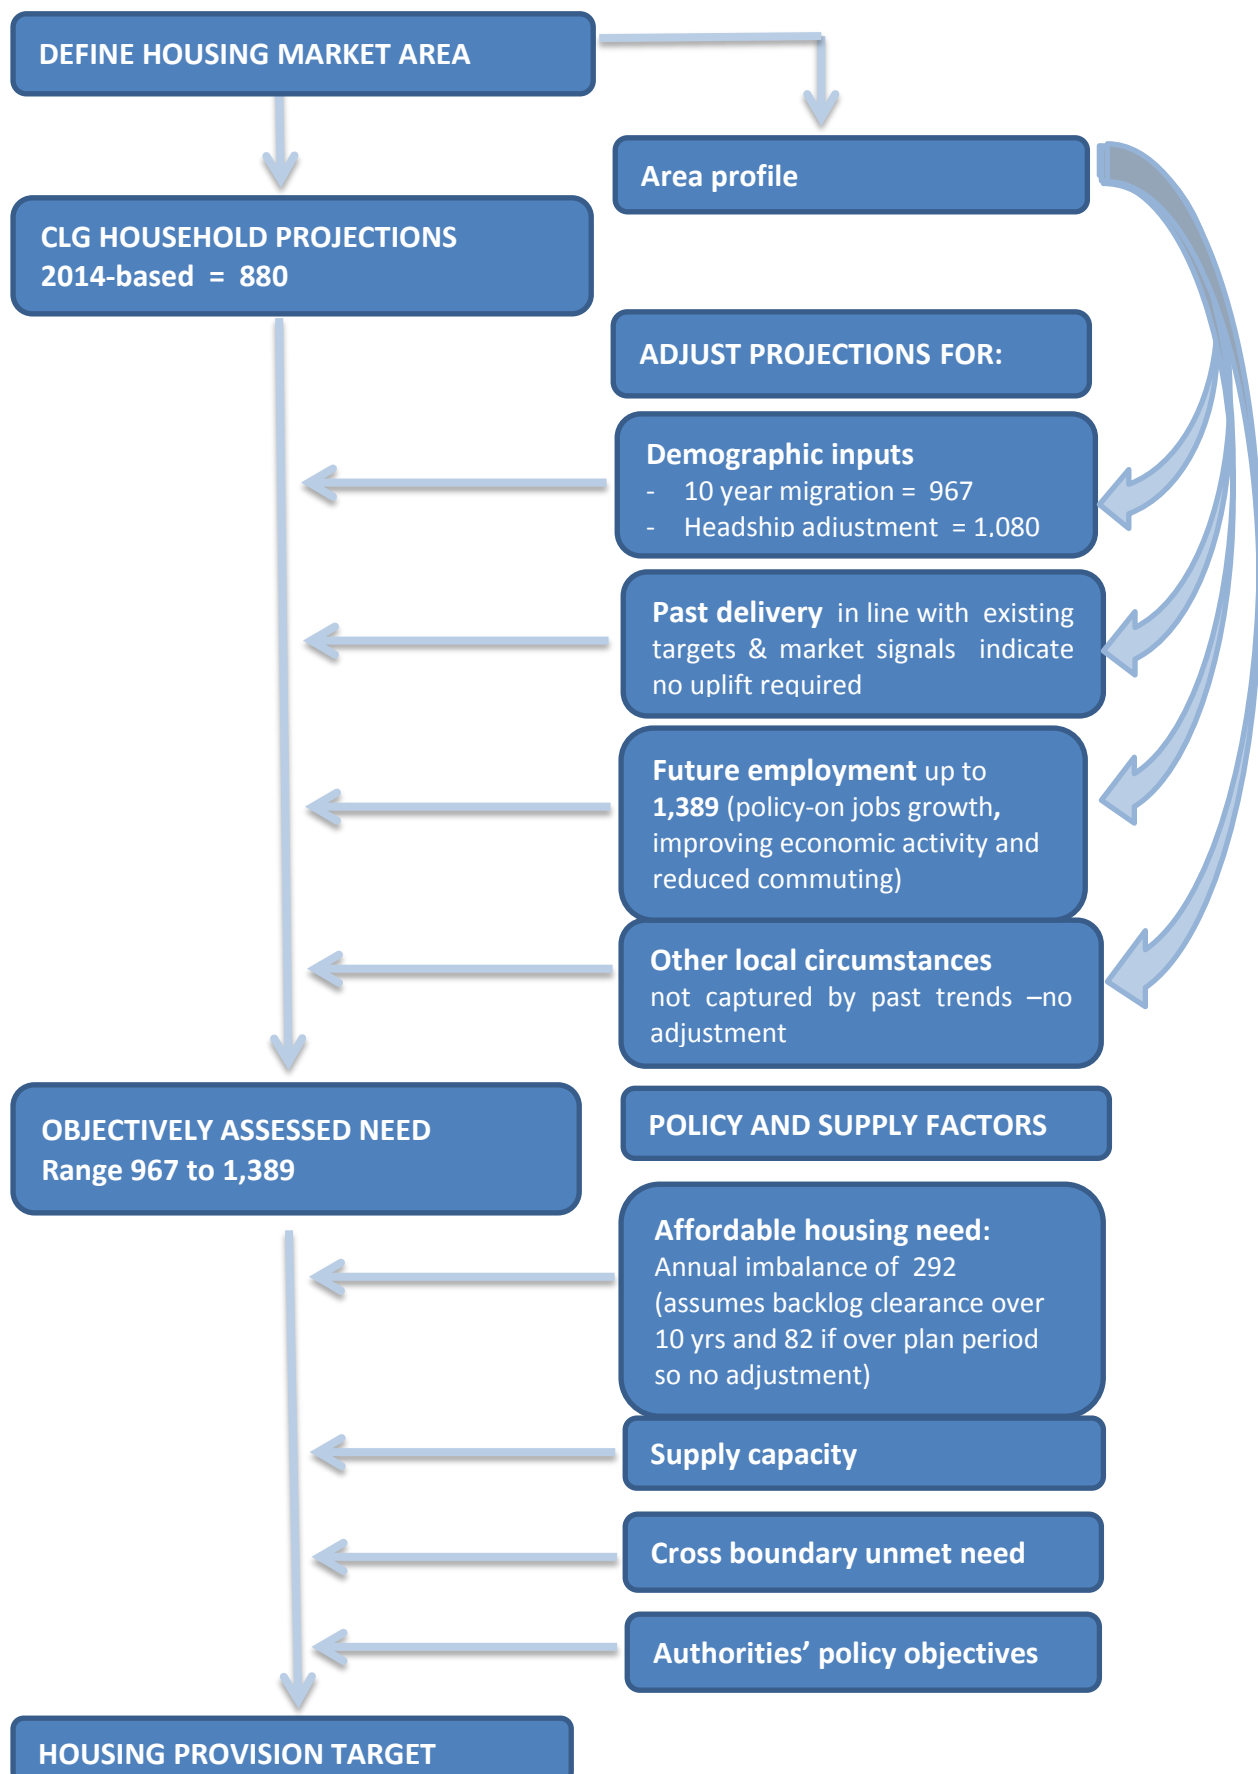 DEFINE HOUSING MARKET AREA
Area profile
CLG HOUSEHOLD PROJECTIONS
2014-based = 880
ADJUST PROJECTIONS FOR:
Demographic inputs
- 10 year migration = 967
- Headship adjustment = 1,080
Past delivery in line with existing
targets & market signals indicate
no uplift required
Future employment up to
1,389 (policy-on jobs growth,
improving economic activity and
reduced commuting)
Other local circumstances
not captured by past trends –no
adjustment
OBJECTIVELY ASSESSED NEED
Range 967 to 1,389
POLICY AND SUPPLY FACTORS
Affordable housing need:
Annual imbalance of 292
(assumes backlog clearance over
10 yrs and 82 if over plan period
so no adjustment)
Supply capacity
Cross boundary unmet need
Authorities’ policy objectives
HOUSING PROVISION TARGET